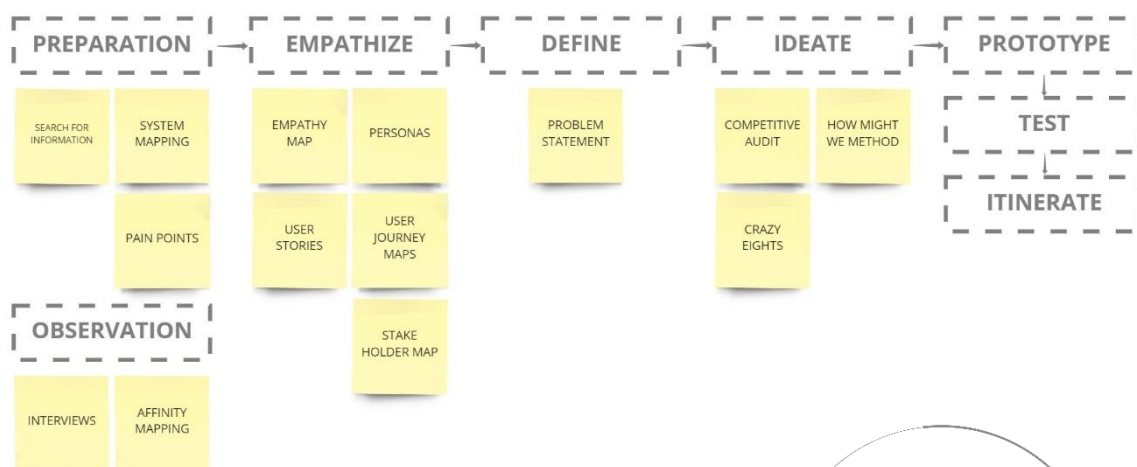 PREPARATION
SEARCH FOR
INFORMATION
SYSTEM
MAPPING
PAIN POINTS
OBSERVATION
INTERVIEWS
AFFINITY
MAPPING
EMPATHIZE
EMPATHY
MAP
PERSONAS
USER
STORIES
USER
JOURNEY
MAPS
STAKE
HOLDER MAP
DEFINE
PROBLEM
STATEMENT
IDEATE
COMPETITIVE
AUDIT
HOW MIGHT
WE METHOD
CRAZY
EIGHTS
PROTOTYPE
TEST
ITINERATE